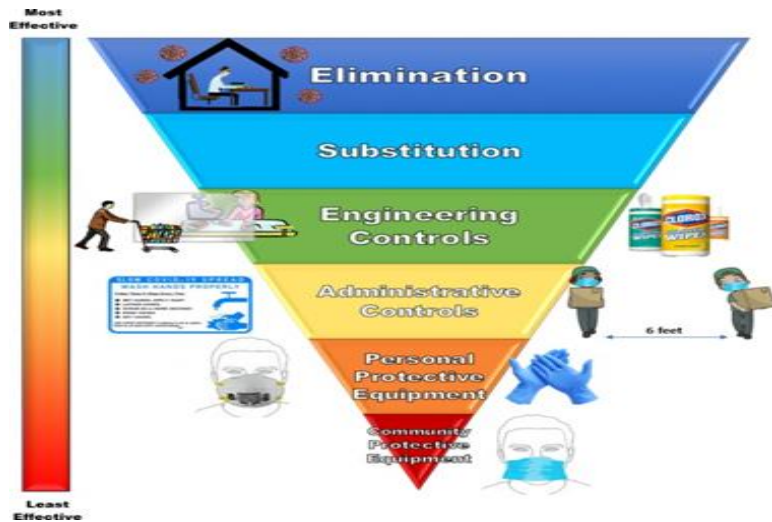 Most
Effective
Elimination
Substitution
Engineering
Controls
CLOROX
WIPES
SLOW COVID-19 SPREAD
WASH HANDS PROPERLY
Administrative
Controls
6 feet
Personal
Protective
Equipment
Community
Protective
Equipment
Least
Effective